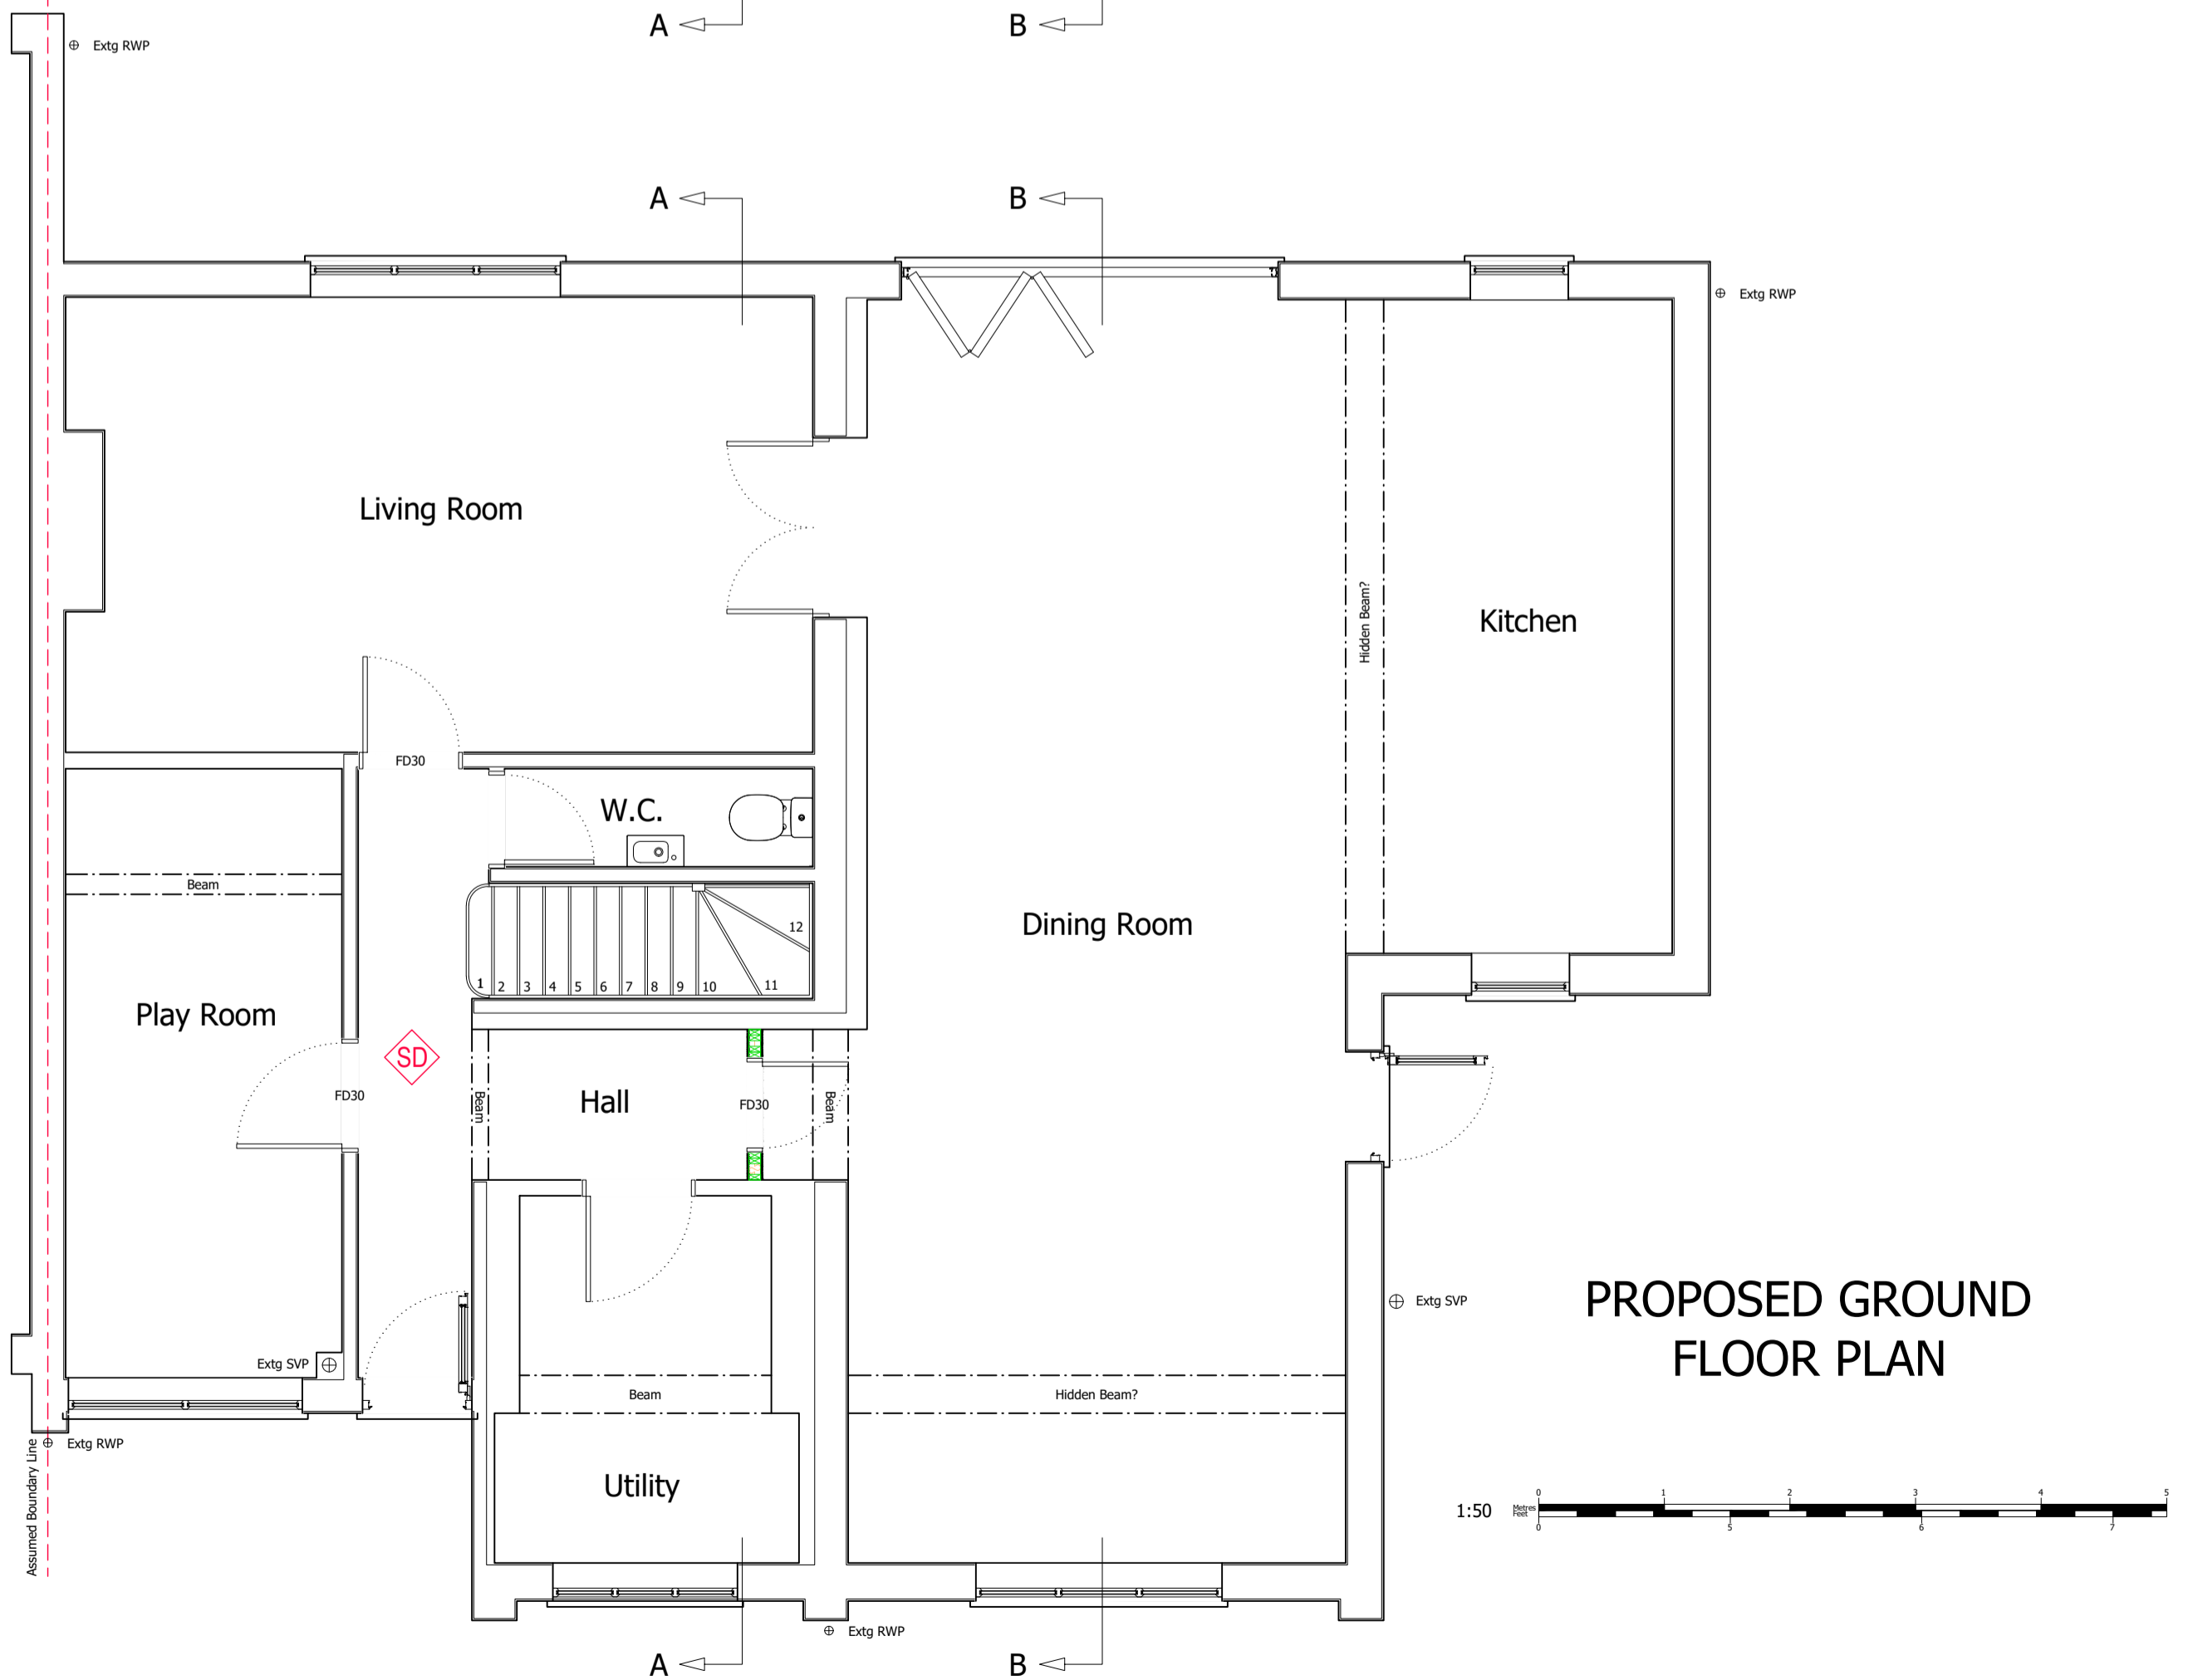 A
B
Extg RWP
A
B
Extg RWP
Living Room
Hidden Beam?
Kitchen
FD30
W.C.
Beam
12
Dining Room
1
2
3
4
5
6
7
8
9
10
11
Play Room
SD
FD30
Beam
Hall
FD30
Beam
Extg SVP
PROPOSED GROUND
FLOOR PLAN
Extg SVP
Beam
Hidden Beam?
Extg RWP
Assumed Boundary Line
Utility
0 1 2 3 4 5
1:50
Metres
Feet
0 5 6 7
Extg RWP
A
B